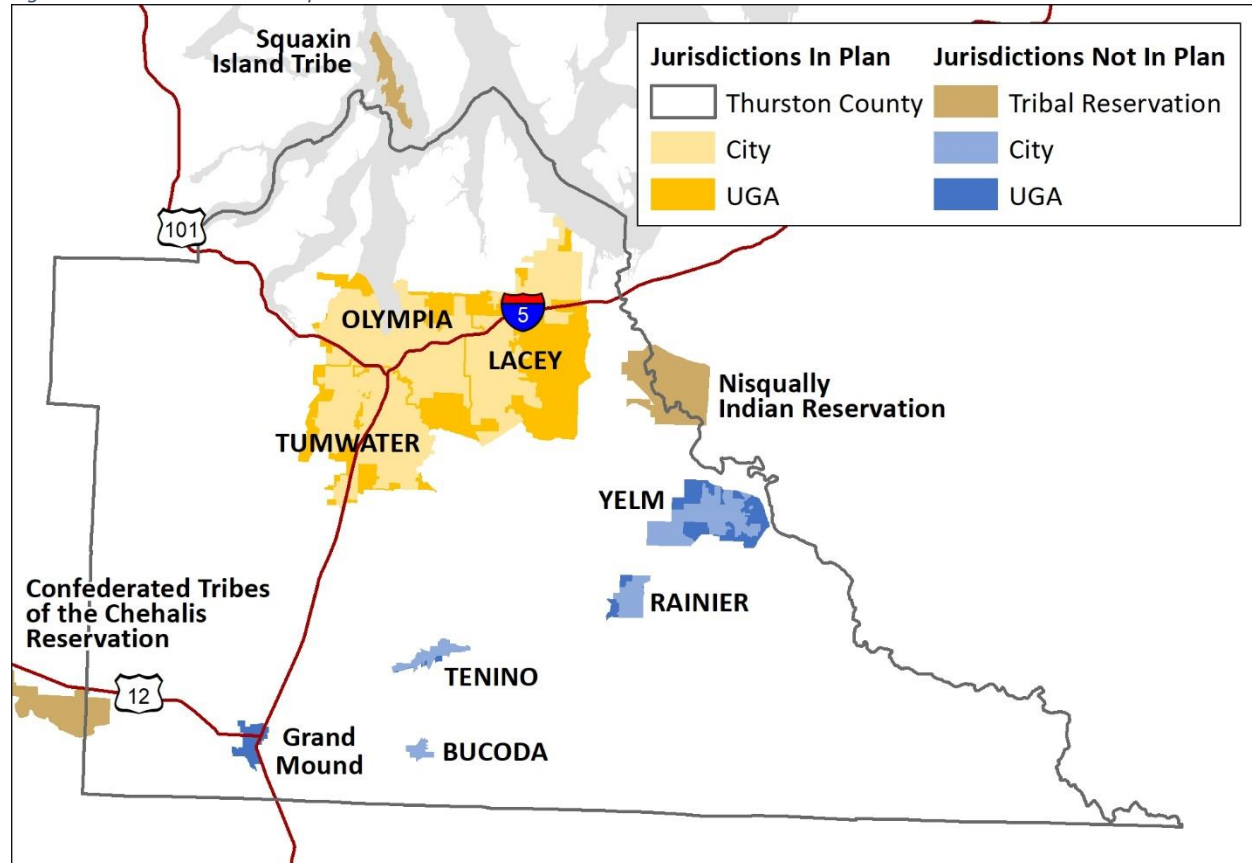 Squaxin
Island Tribe
Jurisdictions In Plan
Thurston County
City
UGA
Jurisdictions Not In Plan
Tribal Reservation
City
UGA
101
OLYMPIA
5
LACEY
TUMWATER
Nisqually
Indian Reservation
YELM
RAINIER
Confederated Tribes
of the Chehalis
Reservation
TENINO
12
Grand
Mound
BUCODA